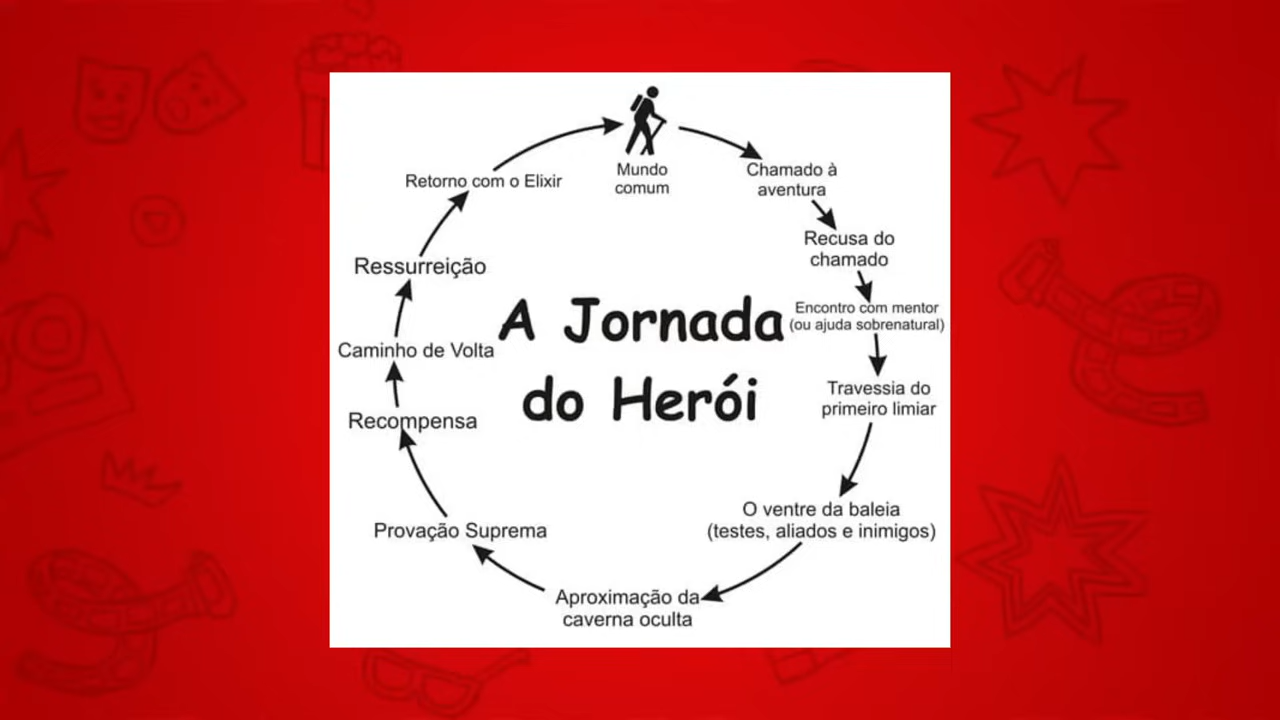 Mundo
comum
Chamado à
aventura
Recusa do
chamado
Encontro com mentor
(ou ajuda sobrenatural)
Travessia do
primeiro limiar
O ventre da baleia
(testes, aliados e inimigos)
Aproximação da
caverna oculta
Provação Suprema
Recompensa
Caminho de Volta
Ressurreição
Retorno com o Elixir
A Jornada
do Herói